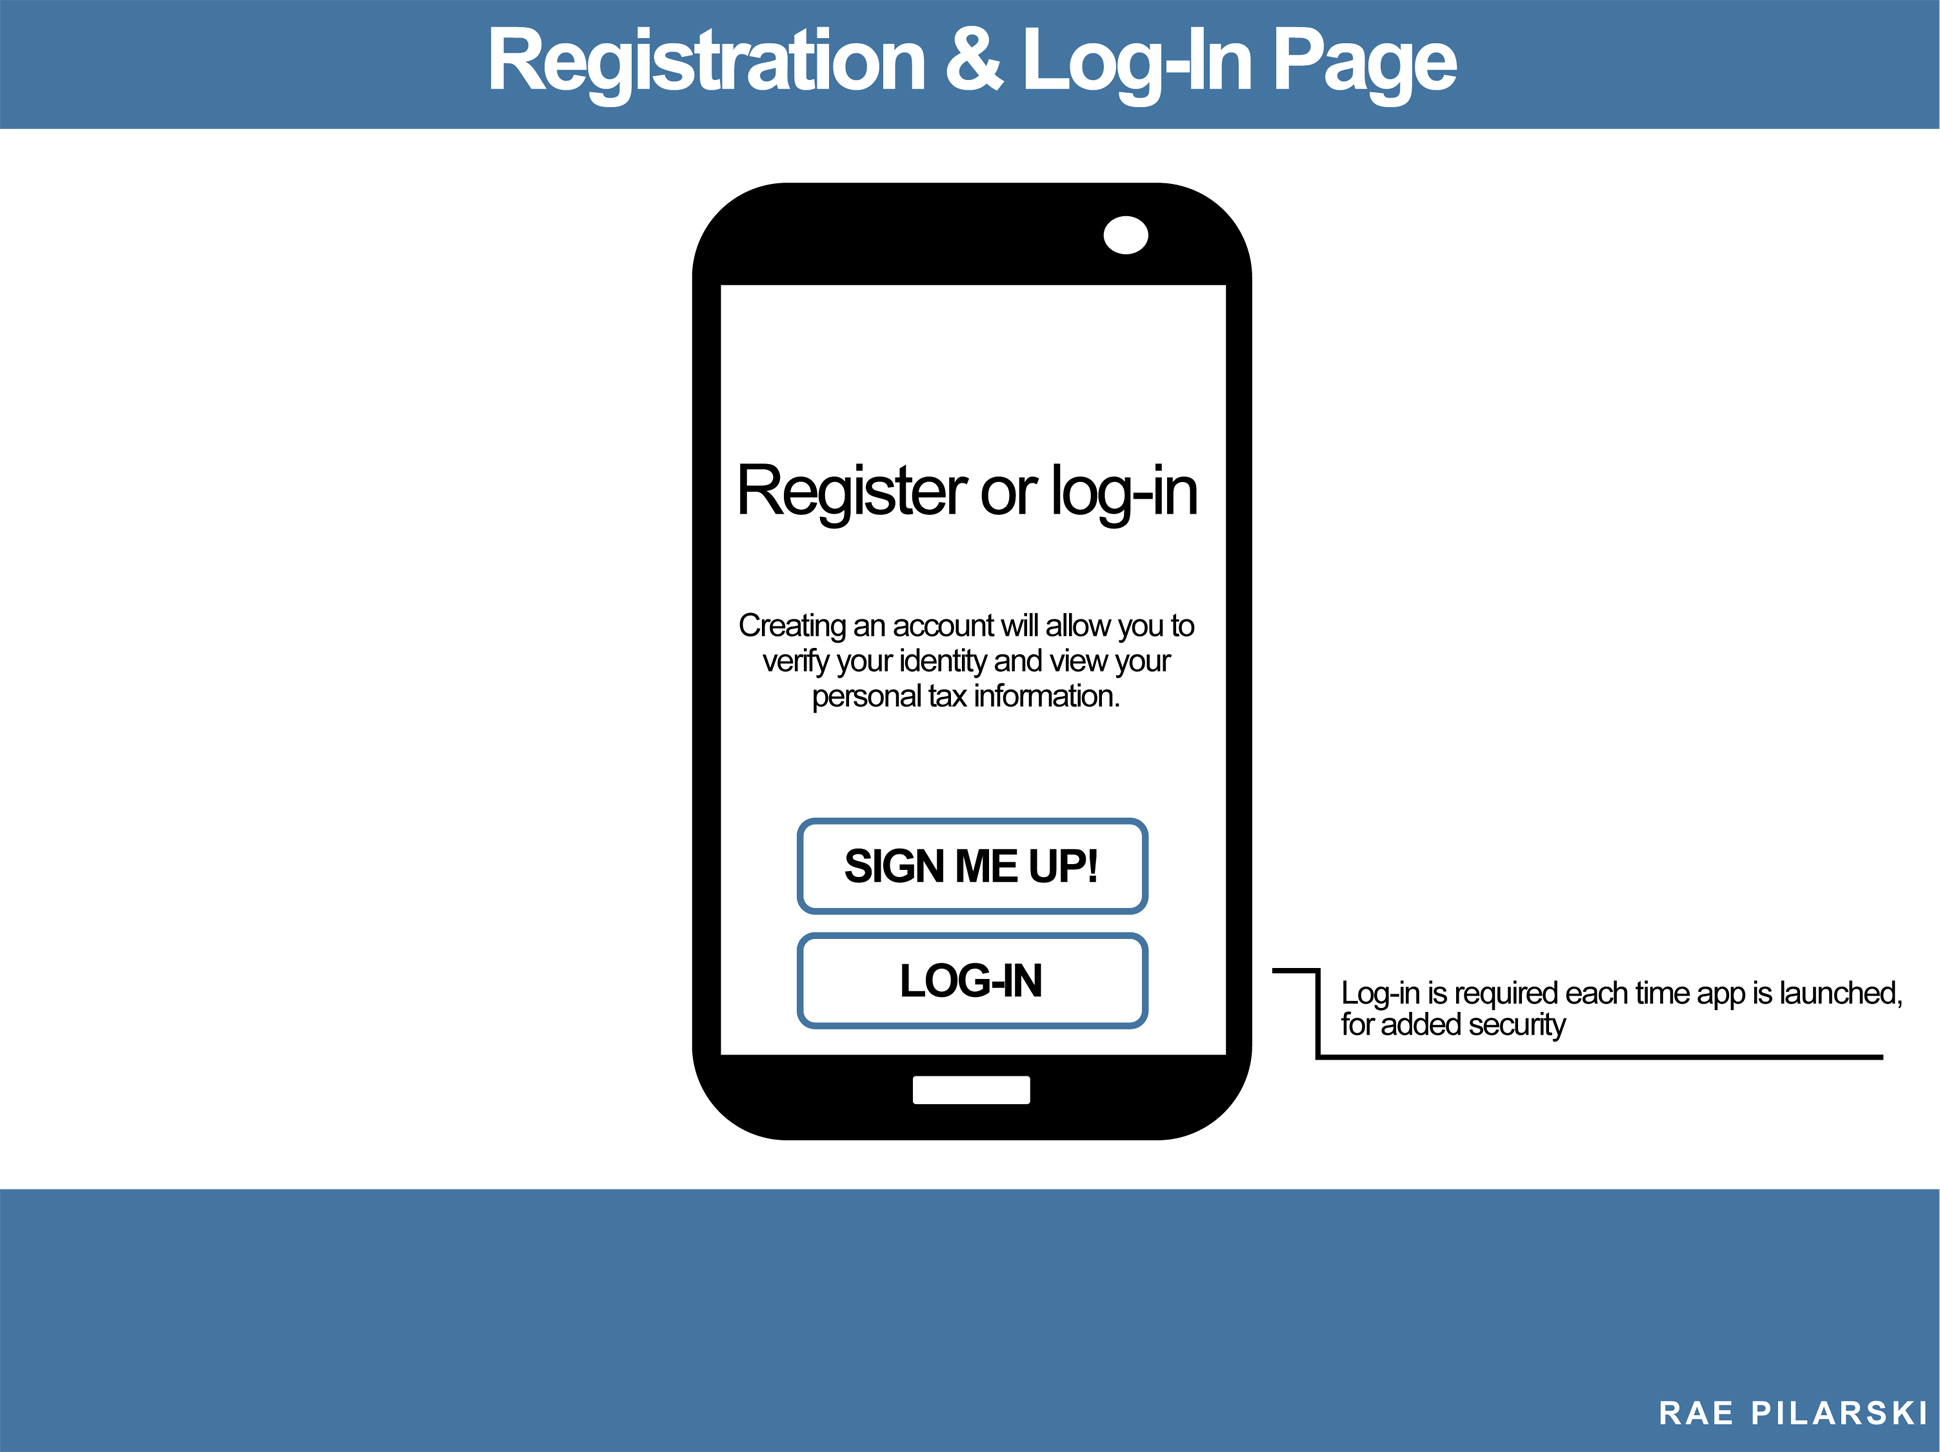 Registration & Log-In Page
Register or log-in
Creating an account will allow you to
verify your identity and view your
personal tax information.
SIGN ME UP!
LOG-IN
Log-in is required each time app is launched,
for added security
RAE PILARSKI